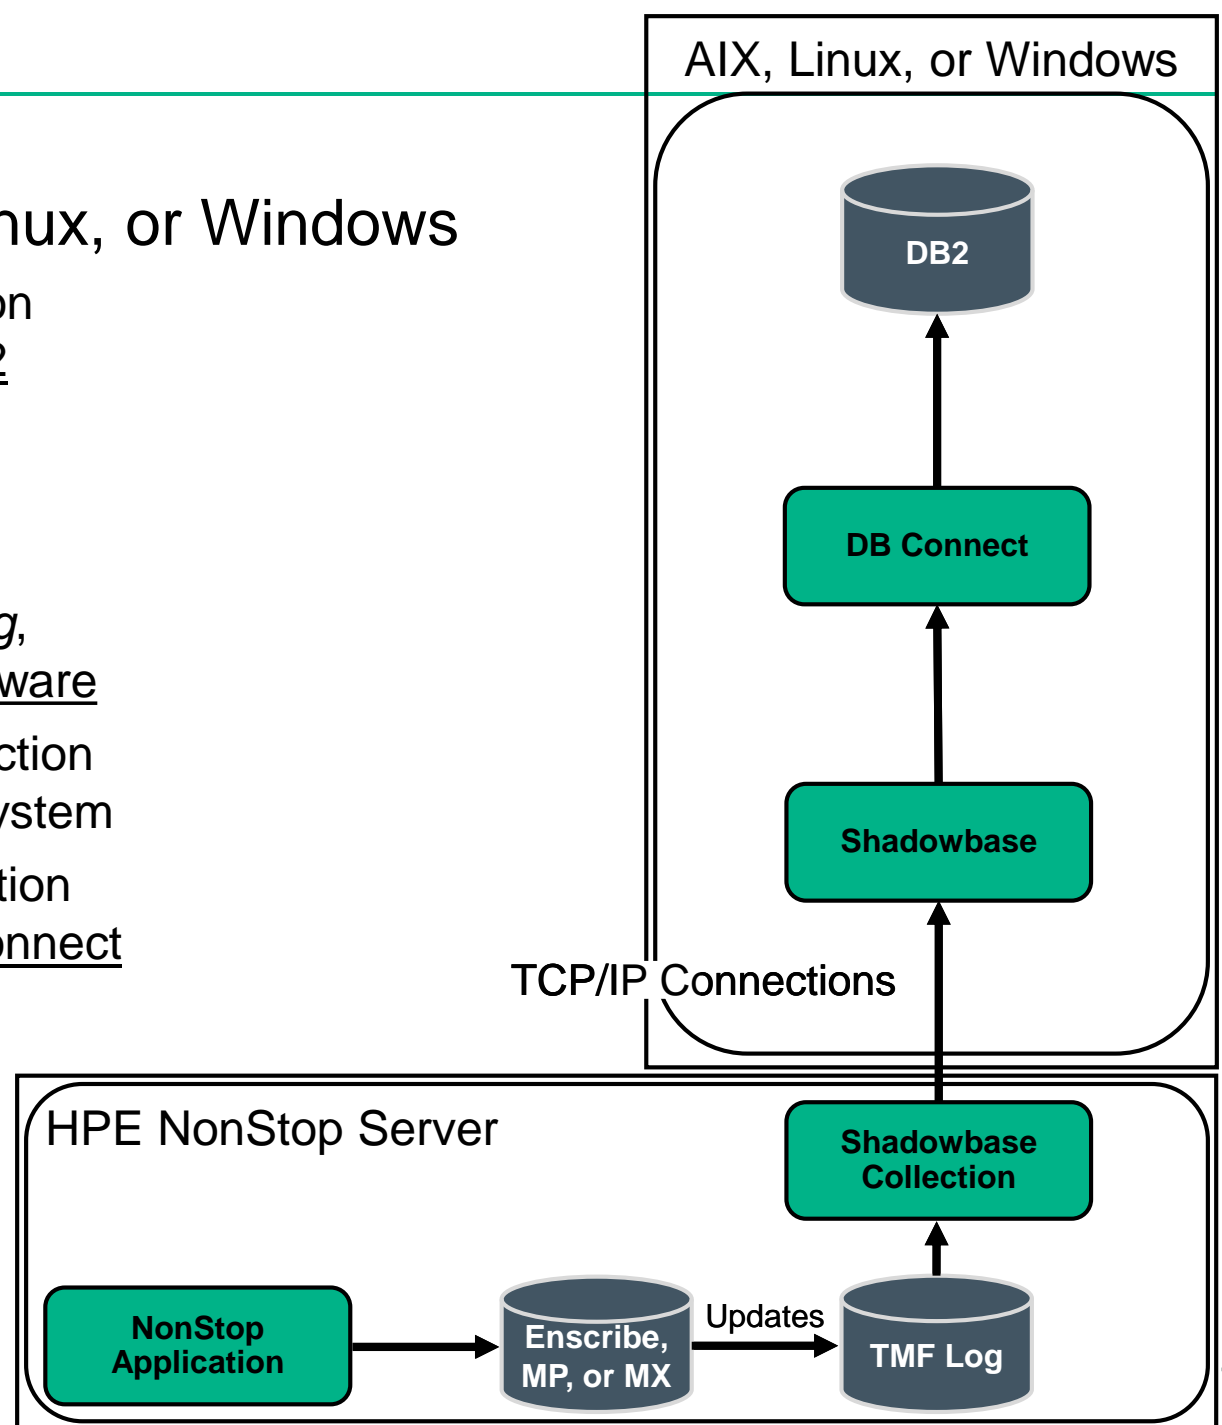 AIX, Linux, or Windows
nux, or Windows
on
2
DB2
DB Connect
g,
ware
ction
ystem
tion
onnect
Shadowbase
TCP/IP Connections
HPE NonStop Server
Shadowbase
Collection
NonStop
Application
Enscribe,
MP, or MX
Updates
TMF Log